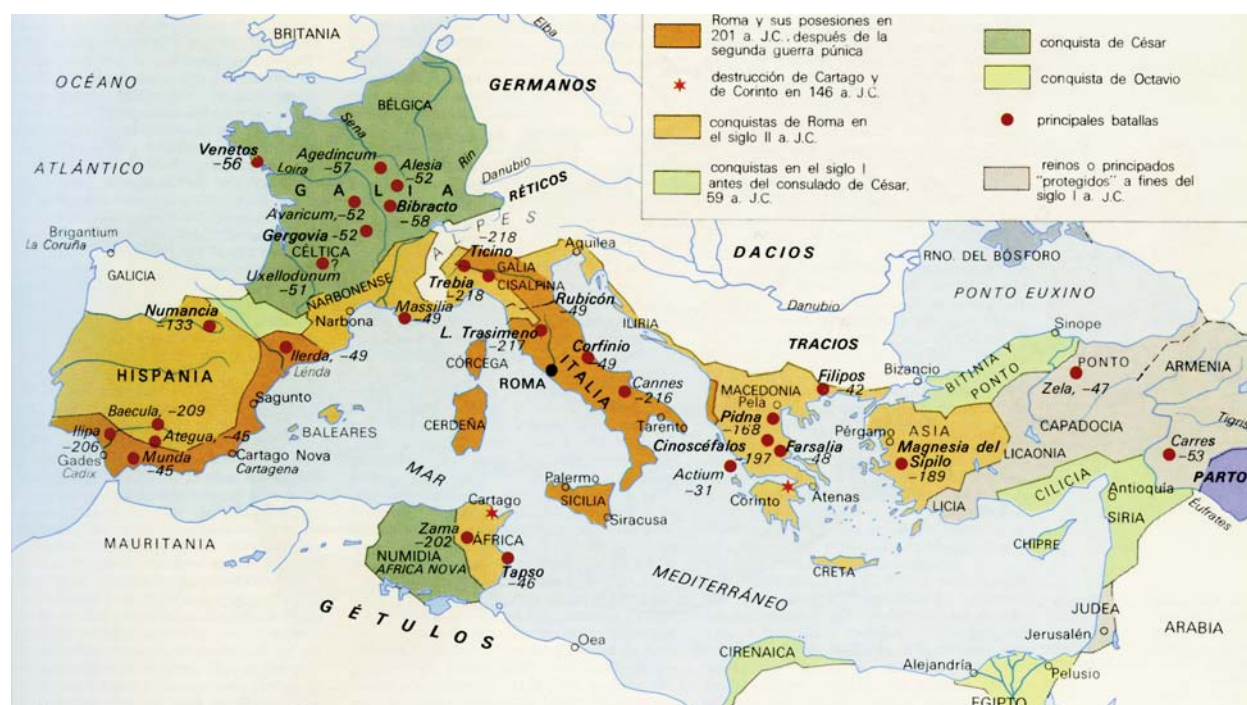 Roma y sus posesiones en
201 a. J.C., después de la
segunda guerra púnica
destrucción de Cartago y
de Corinto en 146 a. J.C.
conquistas de Roma en
el siglo II a. J.C.
conquistas en el siglo I
antes del consulado de César,
59 a. J.C.
conquista de César
conquista de Octavio
principales batallas
reinos o principados
"protegidos" a fines del
siglo I a. J.C.
BRITANIA
Elba
OCÉANO
GERMANOS
BÉLGICA
Sena
Rin
Venetos
-56
Agedincum
-57
Alesia
-52
ATLÁNTICO
Loira
Danubio
GALIA
RÉTICOS
Avaricum, -52
Bibracto
-58
ALPES
Gergovia -52
-218
Ticino
Aquilea
DACIOS
Brigantium
La Coruña
CÉLTICA
?
GALIA
CISALPINA
RNO. DEL BÓSFORO
GALICIA
Uxellodunum
-51
NARBONENSE
Trebia
-218
Rubicón
-49
Danubio
PONTO EUXINO
Numancia
-133
Narbona
Massilia
-49
ILIRIA
Sinope
L. Trasimeno
-217
TRACIOS
Ilerda, -49
Lérida
CÓRCEGA
Corfinio
-49
Bizancio
BITINIA Y
PONTO
PONTO
ARMENIA
HISPANIA
ROMA
ITALIA
Filipos
-42
Zela, -47
Sagunto
Cannes
-216
MACEDONIA
Pela
CAPADOCIA
Baecula, -209
BALEARES
CERDEÑA
Tarento
Pidna
-168
Pérgamo
ASIA
Tigris
Ilipa
-206
Ategua, -45
Cinoscéfalos
-197
Farsalia
-48
Magnesia del
Sípilo
-189
LICAONIA
Carres
-53
Gades
Cadix
Munda
-45
Cartago Nova
Cartagena
MAR
Actium
-31
PARTO
Palermo
Corinto
Atenas
CILICIA
Antioquía
Cartago
SICILIA
LICIA
Siracusa
SIRIA
Éufrates
MAURITANIA
Zama
-202
ÁFRICA
CHIPRE
NUMIDIA
AFRICA NOVA
Tapso
-46
MEDITERRÁNEO
CRETA
GÉTULOS
JUDEA
Oea
CIRENAICA
Jerusalén
ARABIA
Alejandría
Pelusio
EGIPTO